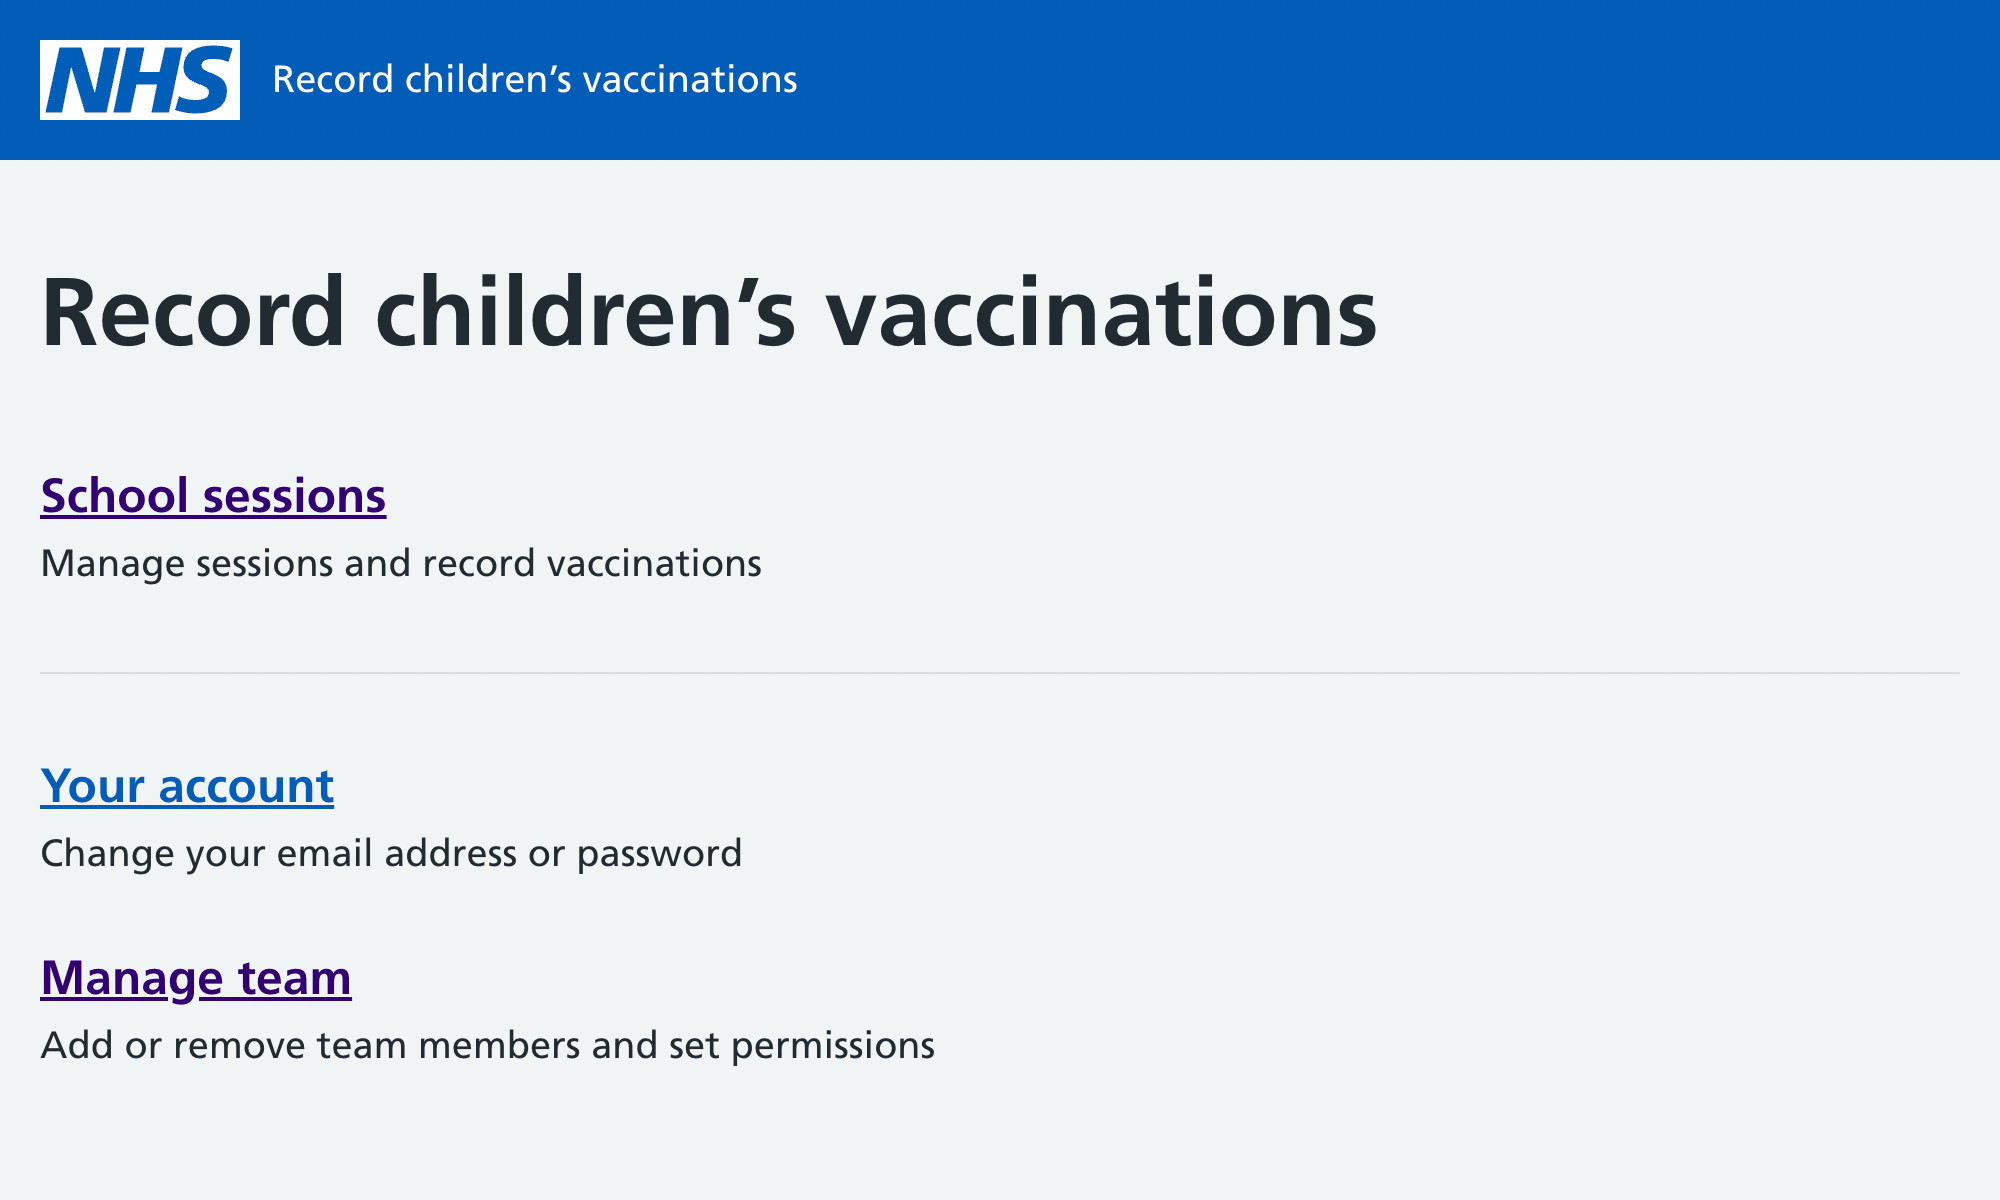 NHS Record children’s vaccinations
Record children’s vaccinations
School sessions
Manage sessions and record vaccinations
Your account
Change your email address or password
Manage team
Add or remove team members and set permissions